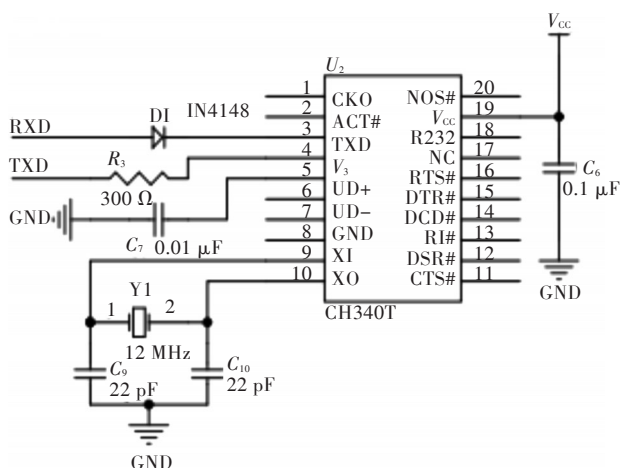 V_CC
U_2
1 CKO NOS# 20
2 ACT# V_CC 19
3 TXD R232 18
4 NC 17
5 V_3 RTS# 16
6 UD+ DTR# 15
7 UD− DCD# 14
8 GND RI# 13
9 XI DSR# 12
10 XO CTS# 11
CH340T
RXD
DI
IN4148
TXD
R_3
300 Ω
GND
C_7
0.01 μF
Y1
1 2
12 MHz
C_9
22 pF
C_10
22 pF
GND
C_6
0.1 μF
GND